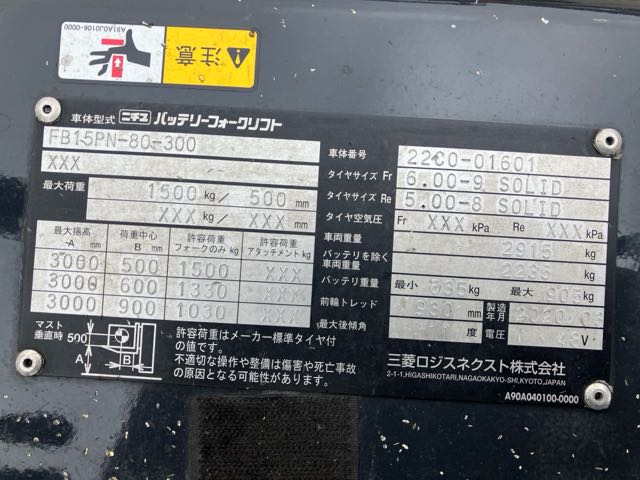 A91A0J0106-0000
注意
車体型式 ニチユ バッテリーフォークリフト
FB15PN-80-300
XXX
最大荷重 1500 kg/ 500 mm
XXX kg/ XXX mm
最大揚高 A mm 荷重中心 B mm 許容荷重 フォークのみ kg 許容荷重 アタッチメント kg
3000 500 1500 XXX
3000 600 1330 XXX
3000 900 1030 XXX
マスト垂直時 500 A B
許容荷重はメーカー標準タイヤ付
の値です。
不適切な操作や整備は傷害や死亡事故
の原因となる可能性があります。
車体番号 22C0-01601
タイヤサイズ Fr 6.00-9 SOLID
タイヤサイズ Re 5.00-8 SOLID
タイヤ空気圧 Fr XXX kPa Re XXX kPa
車両重量 2915 kg
バッテリを除く
車両重量 kg
バッテリ重量 最小 635 kg 最大 905 kg
前輪トレッド mm 製造年月 2020/03
最大後傾角 11 度 電圧 48 V
三菱ロジスネクスト株式会社
2-1-1,HIGASHIKOTARI,NAGAOKAKYO-SHI,KYOTO,JAPAN
A90A040100-0000